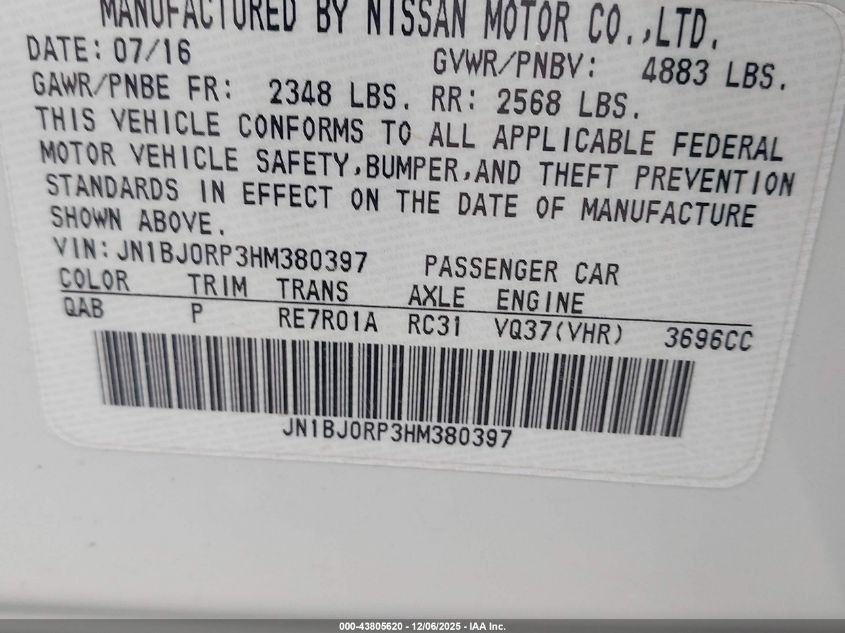 MANUFACTURED BY NISSAN MOTOR CO.,LTD.
DATE: 07/16 GVWR/PNBV: 4883 LBS.
GAWR/PNBE FR: 2348 LBS. RR: 2568 LBS.
THIS VEHICLE CONFORMS TO ALL APPLICABLE FEDERAL
MOTOR VEHICLE SAFETY,BUMPER,AND THEFT PREVENTION
STANDARDS IN EFFECT ON THE DATE OF MANUFACTURE
SHOWN ABOVE.
VIN: JN1BJ0RP3HM380397 PASSENGER CAR
COLOR TRIM TRANS AXLE ENGINE
QAB P RE7R01A RC31 VQ37(VHR) 3696CC
JN1BJ0RP3HM380397
000-43805620 - 12/06/2025 - IAA Inc.